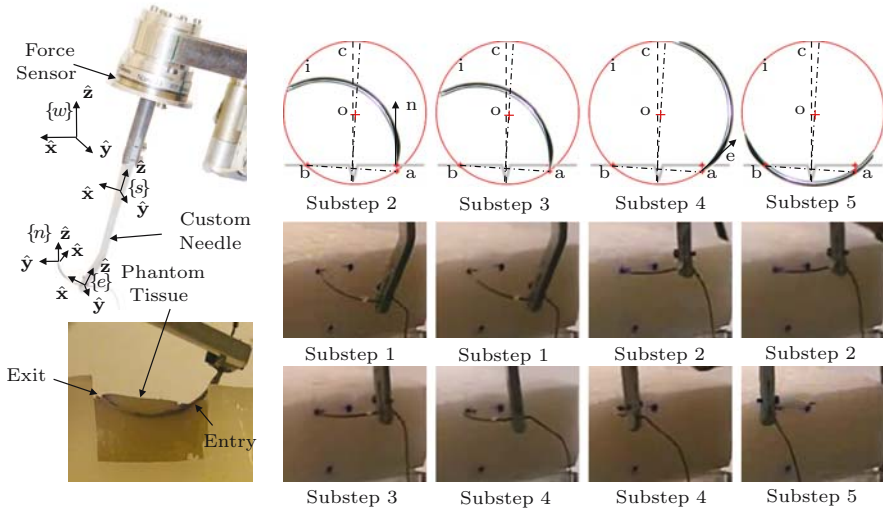 Force
Sensor
{w}
ẑ
x̂
ŷ
ẑ
{s}
x̂
ŷ
Custom
Needle
{n}
ẑ
x̂
ŷ
Phantom
Tissue
ẑ
{e}
x̂
ŷ
Exit
Entry
c
i
o
n
b
a
Substep 2
c
i
o
b
a
Substep 3
c
i
o
e
b
a
Substep 4
c
i
o
b
a
Substep 5
Substep 1
Substep 1
Substep 2
Substep 2
Substep 3
Substep 4
Substep 4
Substep 5